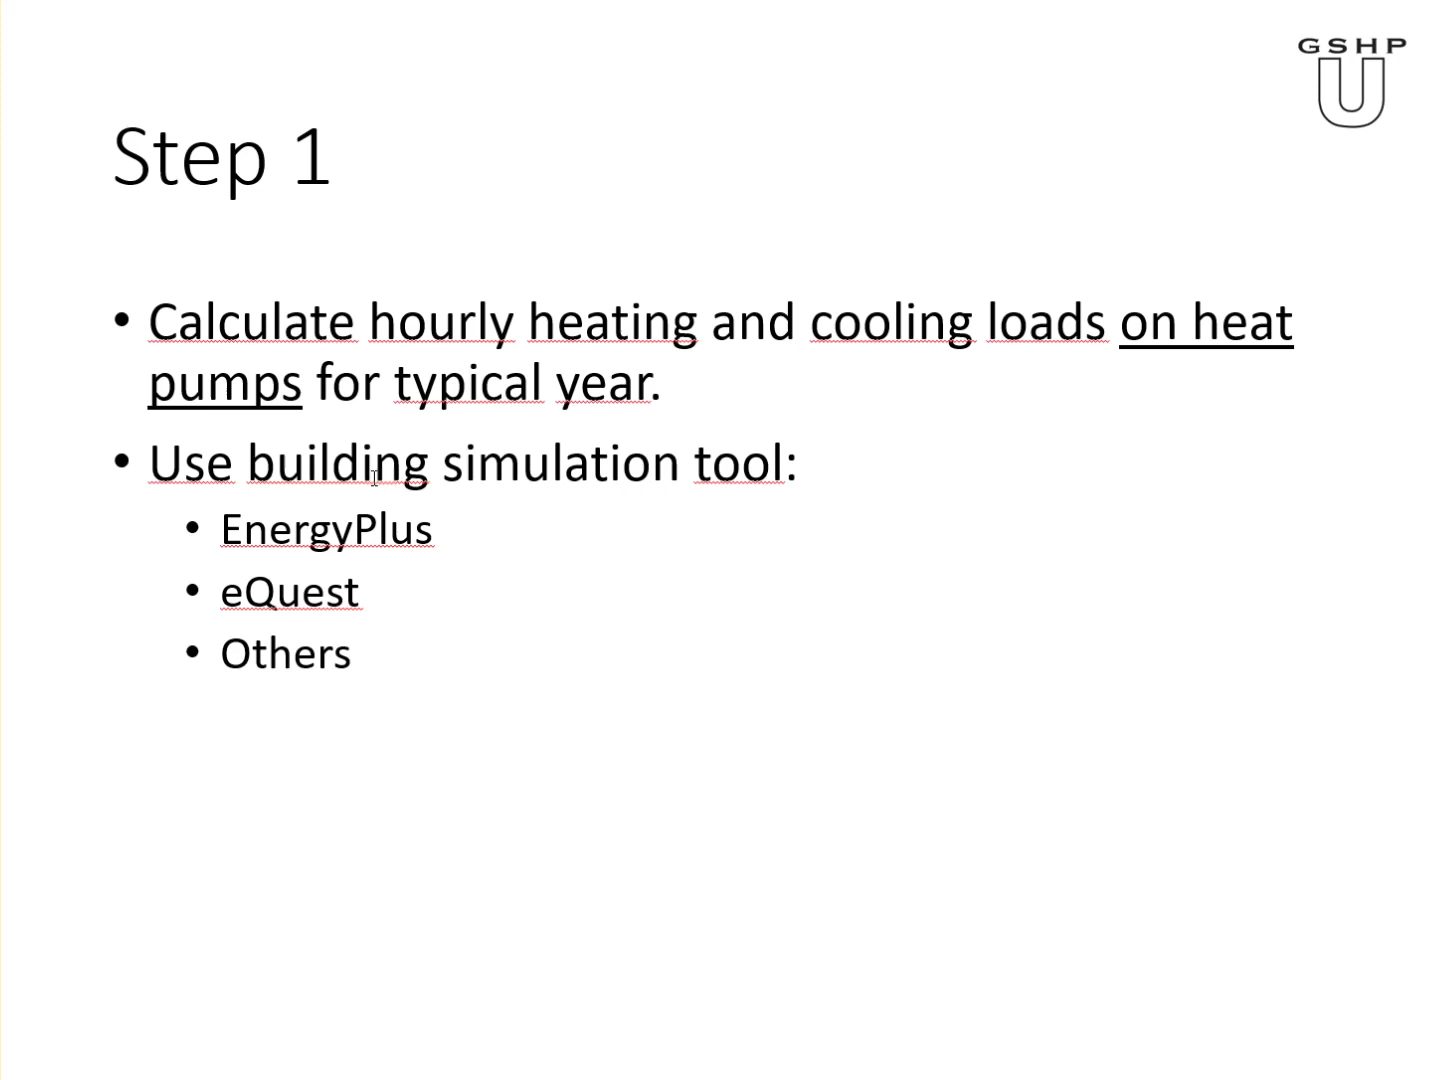 GSHP
U
Step 1
• Calculate hourly heating and cooling loads on heat
pumps for typical year.
• Use building simulation tool:
• EnergyPlus
• eQuest
• Others